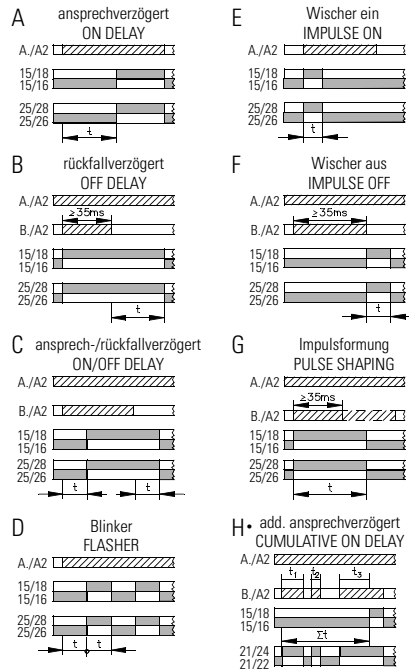 A ansprechverzögert
ON DELAY
A./A2
15/18
15/16
25/28
25/26
t
B rückfallverzögert
OFF DELAY
A./A2
≥35ms
B./A2
15/18
15/16
25/28
25/26
t
C ansprech-/rückfallverzögert
ON/OFF DELAY
A./A2
B./A2
15/18
15/16
25/28
25/26
t t
D Blinker
FLASHER
A./A2
15/18
15/16
25/28
25/26
t t
E Wischer ein
IMPULSE ON
A./A2
15/18
15/16
25/28
25/26
t
F Wischer aus
IMPULSE OFF
A./A2
≥35ms
B./A2
15/18
15/16
25/28
25/26
t
G Impulsformung
PULSE SHAPING
A./A2
≥35ms
B./A2
15/18
15/16
25/28
25/26
t
H• add. ansprechverzögert
CUMULATIVE ON DELAY
A./A2
t1 t2 t3
B./A2
15/18
15/16
Σt
21/24
21/22